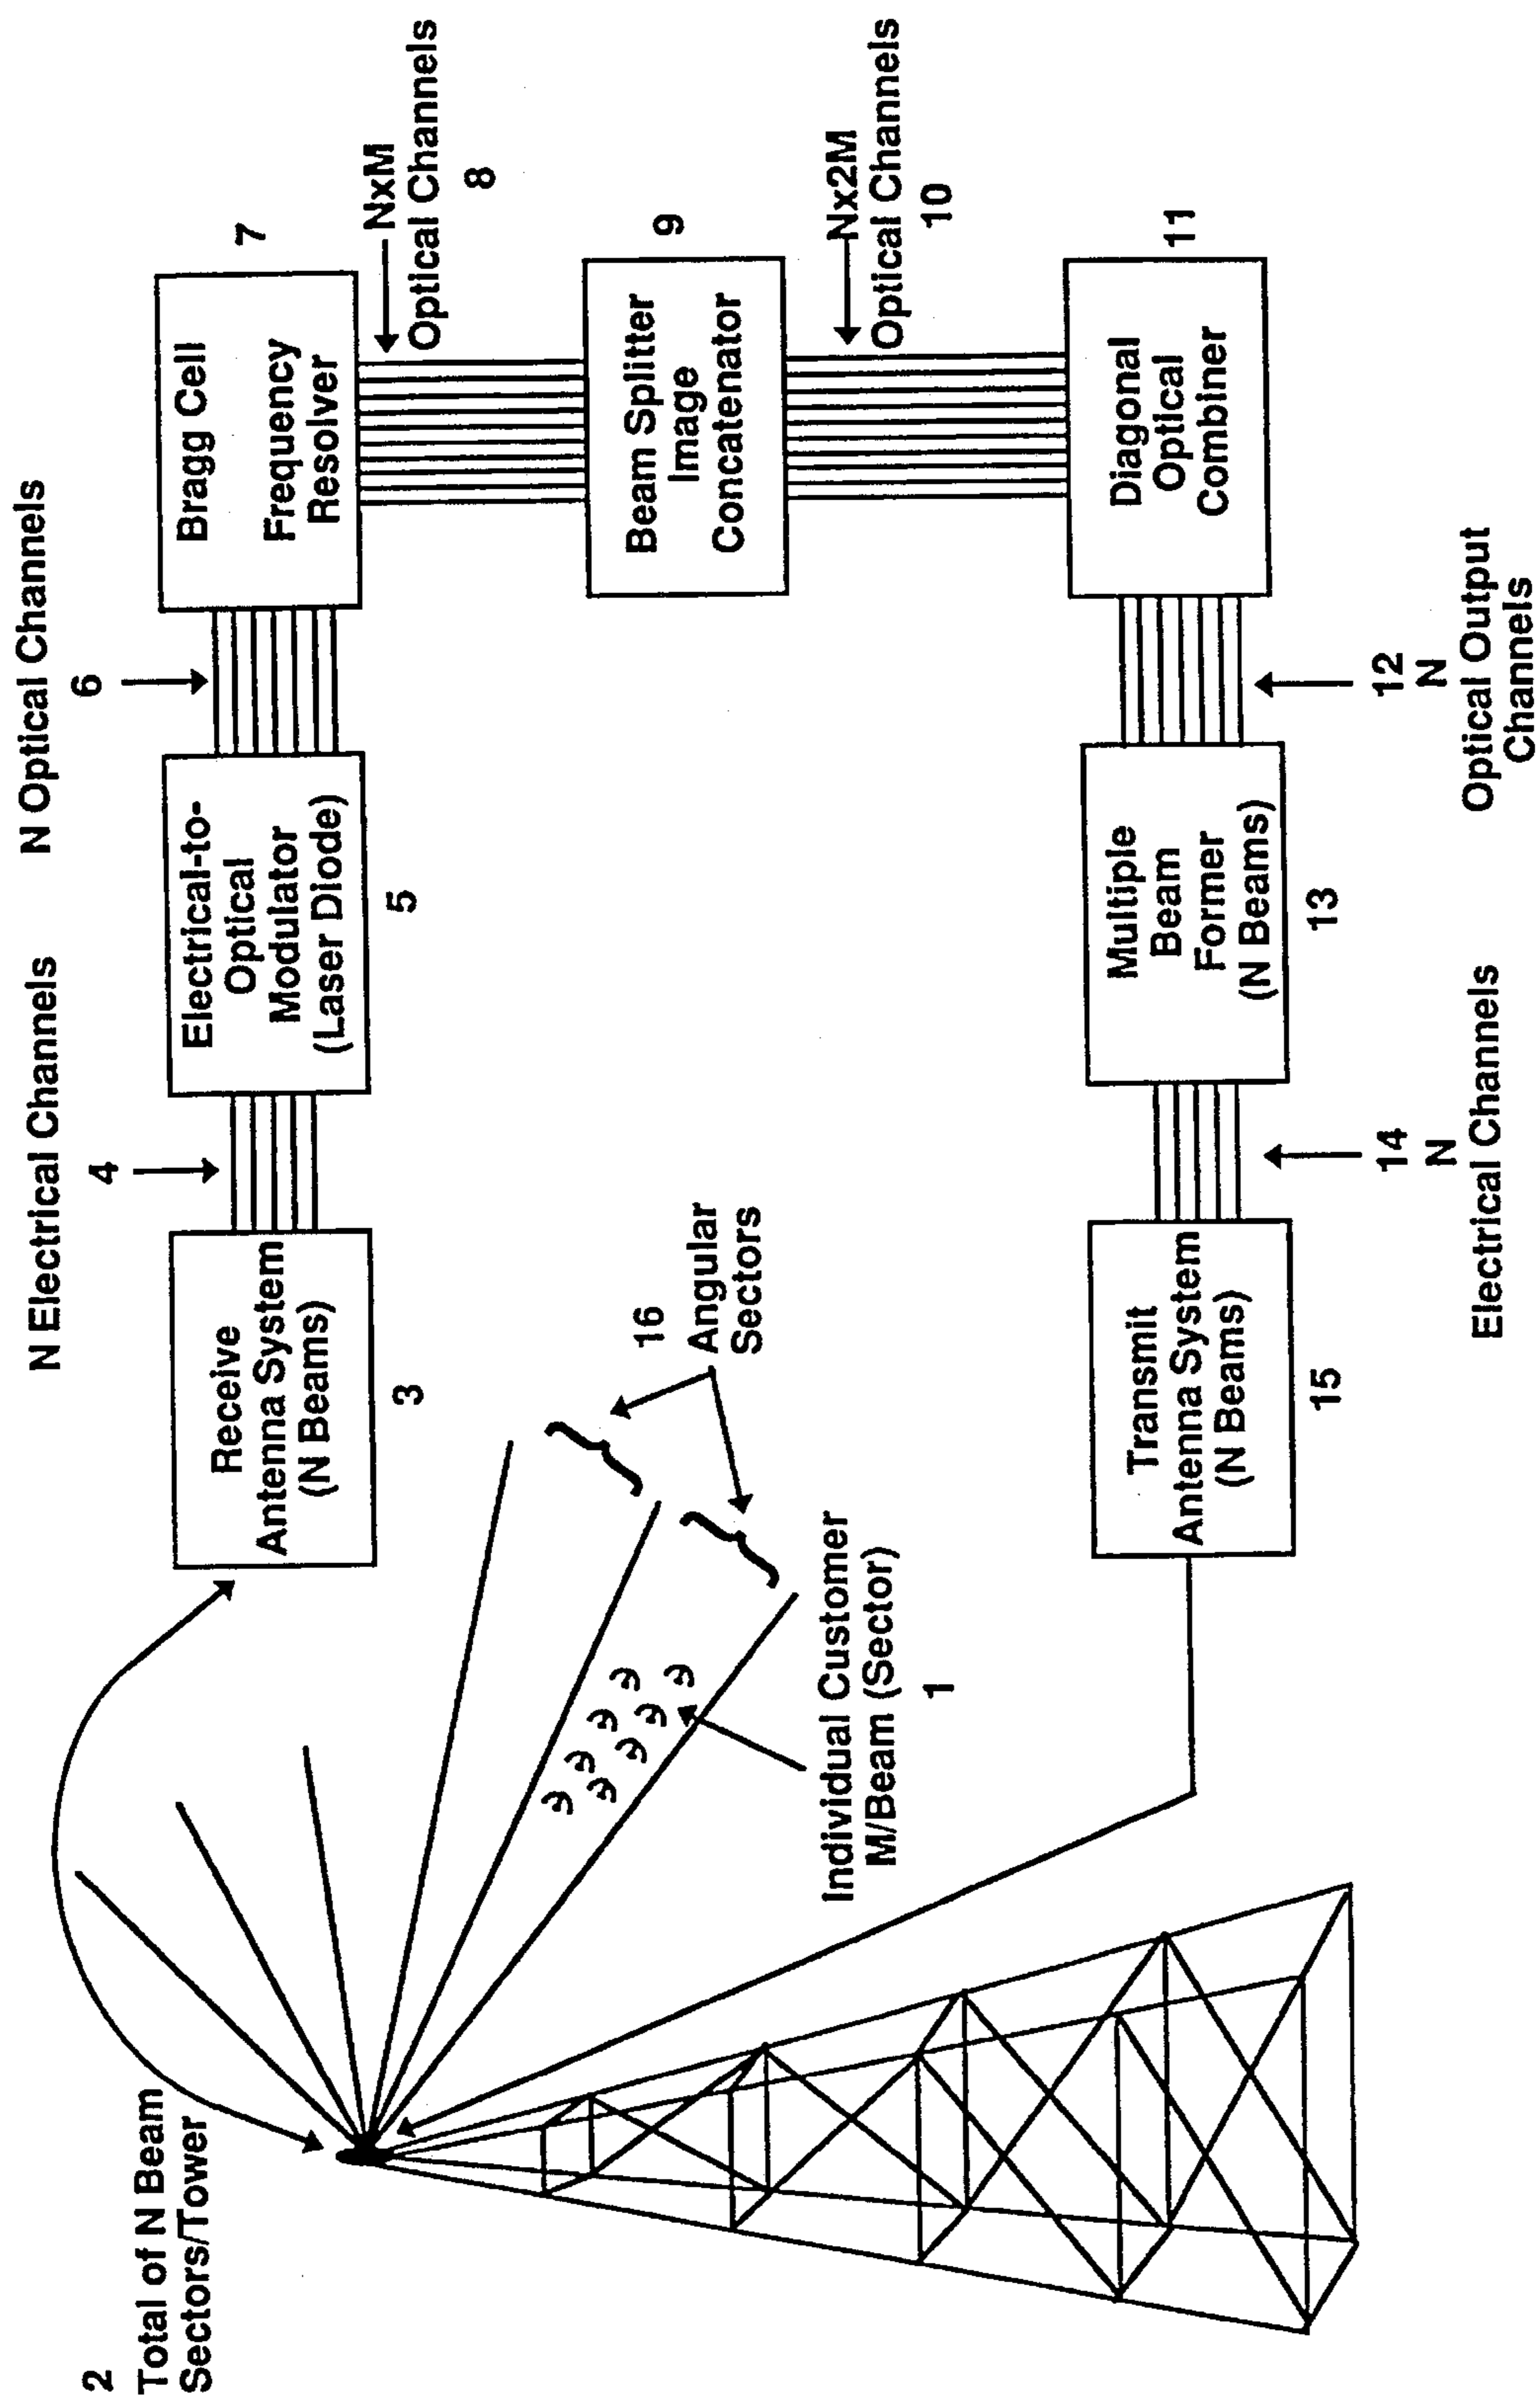 2
Total of N Beam
Sectors/Tower
N Electrical Channels
4
N Optical Channels
6
Receive
Antenna System
(N Beams)
3
Electrical-to-
Optical
Modulator
(Laser Diode)
5
Bragg Cell
Frequency
Resolver
7
NxM
Optical Channels
8
Beam Splitter
Image
Concatenator
9
Nx2M
Optical Channels
10
Diagonal
Optical
Combiner
11
12
N
Optical Output
Channels
Multiple
Beam
Former
(N Beams)
13
14
N
Electrical Channels
Transmit
Antenna System
(N Beams)
15
16
Angular
Sectors
Individual Customer
M/Beam (Sector)
1